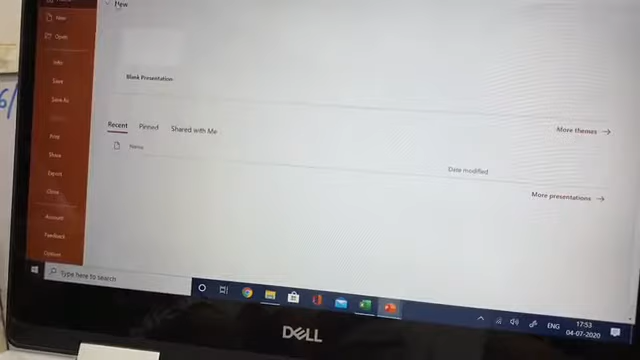 New
New
Open
Blank Presentation
Info
Save
Save As
More themes →
Recent Pinned Shared with Me
Print
Name
Date modified
Share
Export
More presentations →
Close
Account
Feedback
Options
Type here to search
ENG
17:53
04-07-2020
DELL